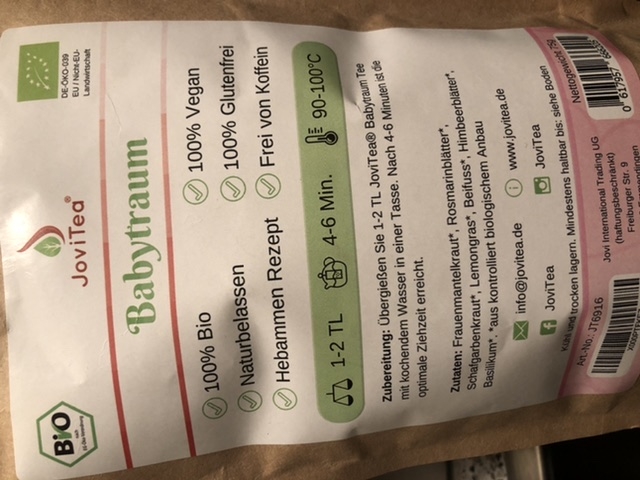 BIO
DE-ÖKO-039
EU / Nicht-EU-
Landwirtschaft
JoviTea®
Babytraum
100% Bio
100% Vegan
Naturbelassen
100% Glutenfrei
Hebammen Rezept
Frei von Koffein
1-2 TL 4-6 Min. 90-100°C
Zubereitung: Übergießen Sie 1-2 TL JoviTea® Babytraum Tee
mit kochendem Wasser in einer Tasse. Nach 4-6 Minuten ist die
optimale Ziehzeit erreicht.
Zutaten: Frauenmantelkraut*, Rosmarinblätter*,
Schafgarbenkraut*, Lemongras*, Beifuss*, Himbeerblätter*,
Basilikum*. *aus kontrolliert biologischem Anbau
info@jovitea.de www.jovitea.de
JoviTea JoviTea
Kühl und trocken lagern. Mindestens haltbar bis: siehe Boden
Art.-No.: JT6916 Nettogewicht 75g
Jovi International Trading UG
(haftungsbeschränkt)
Freiburger Str. 9